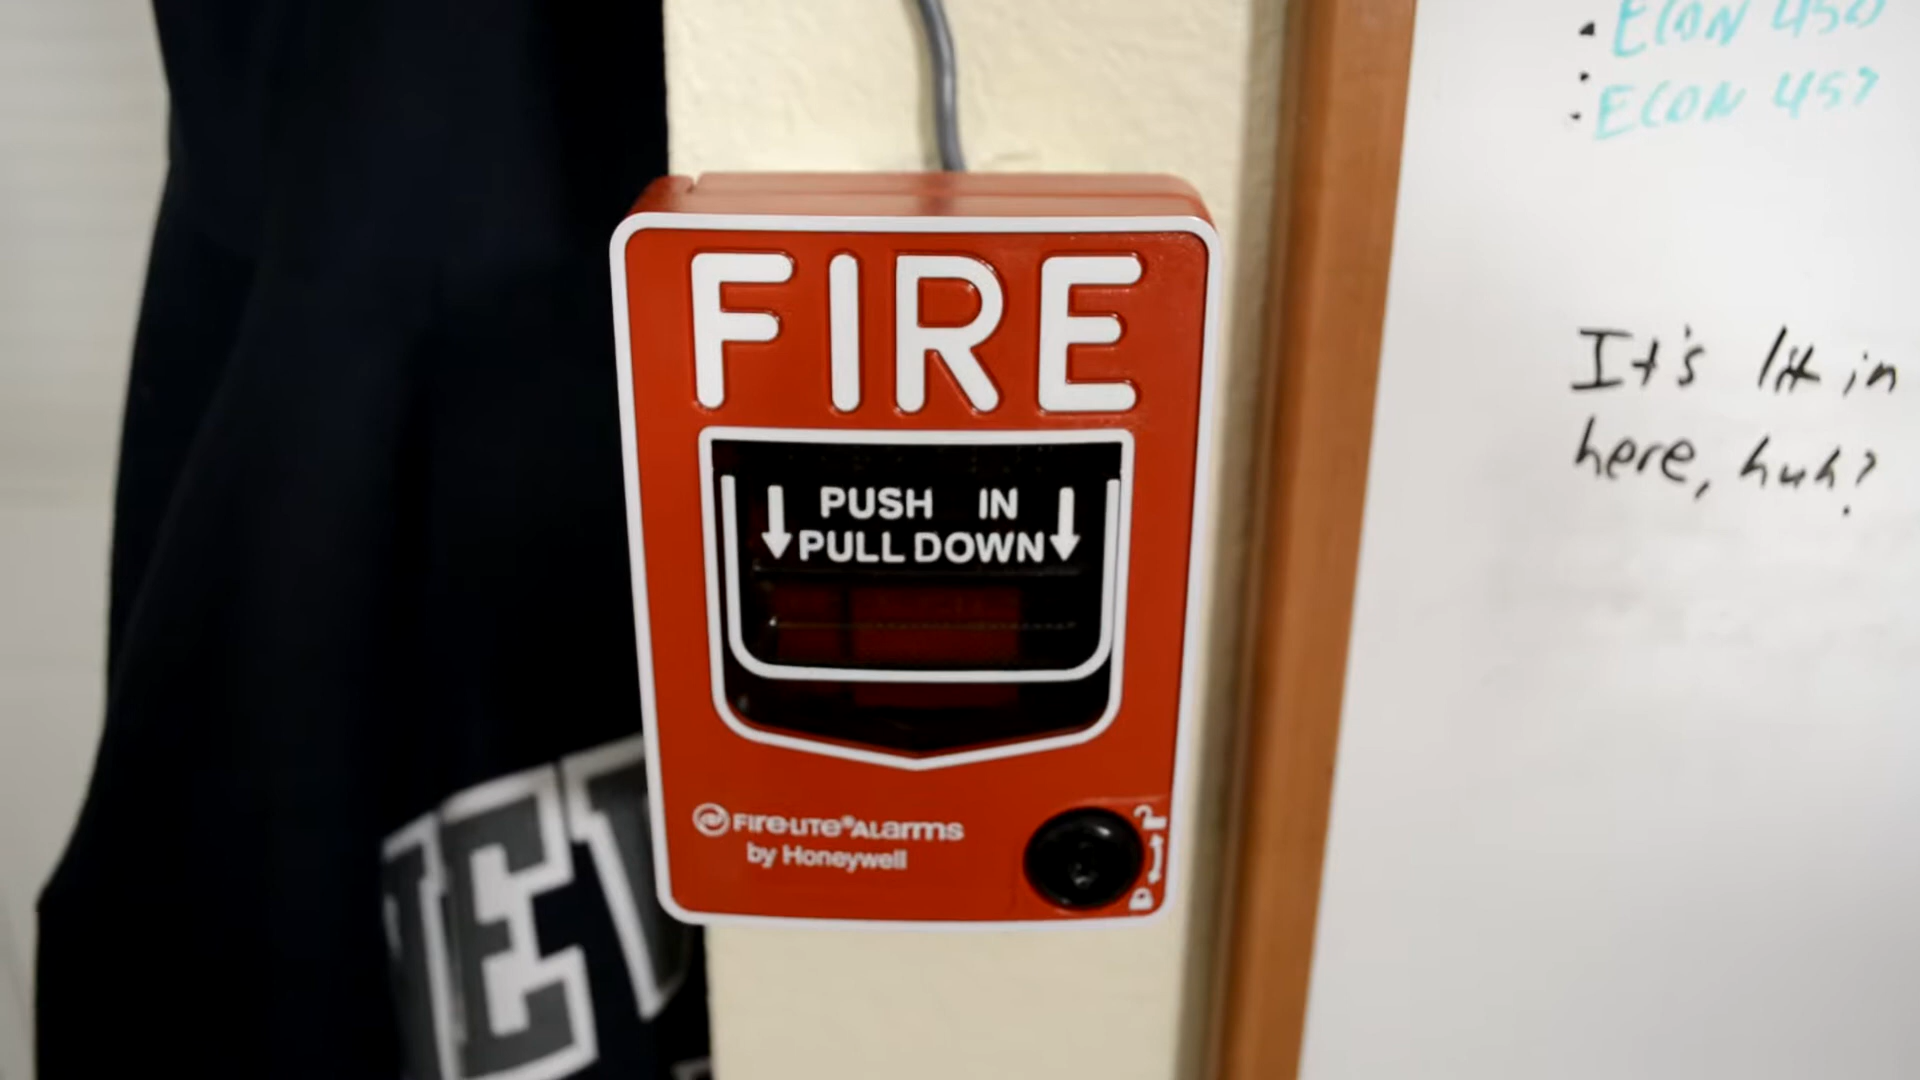 ECON 450
ECON 457
It's lit in
here, huh?
FIRE
PUSH IN
PULL DOWN
FIRE-LITE® ALARMS
by Honeywell